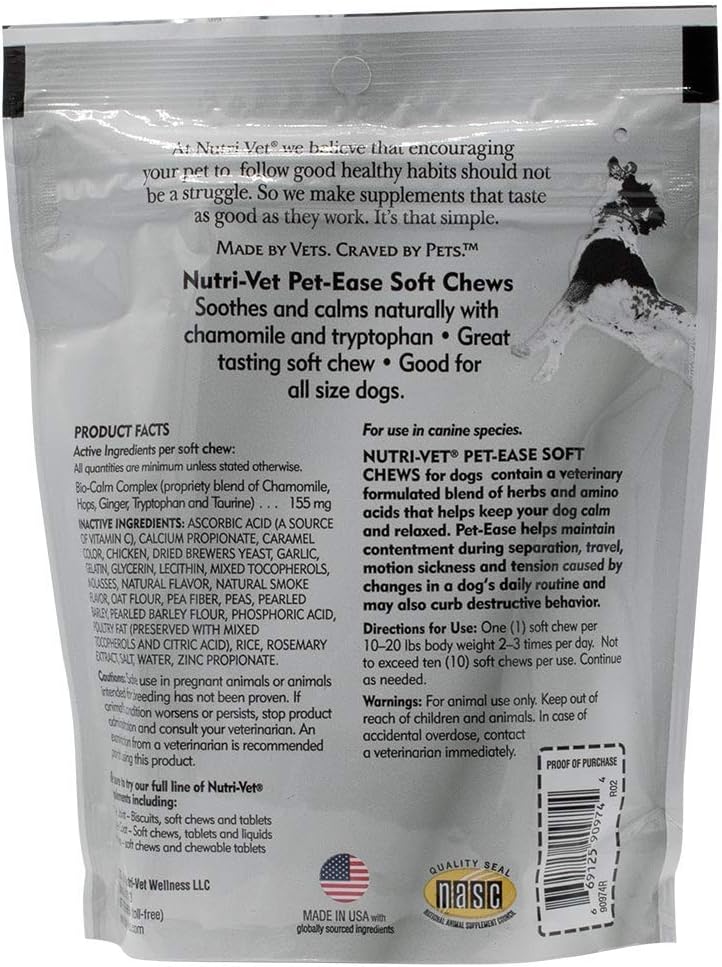 At Nutri-Vet® we believe that encouraging
your pet to follow good healthy habits should not
be a struggle. So we make supplements that taste
as good as they work. It's that simple.
MADE BY VETS. CRAVED BY PETS.™
Nutri-Vet Pet-Ease Soft Chews
Soothes and calms naturally with
chamomile and tryptophan • Great
tasting soft chew • Good for
all size dogs.
PRODUCT FACTS
Active Ingredients per soft chew:
All quantities are minimum unless stated otherwise.
Bio-Calm Complex (propriety blend of Chamomile,
Hops, Ginger, Tryptophan and Taurine) . . . 155 mg
INACTIVE INGREDIENTS: ASCORBIC ACID (A SOURCE
OF VITAMIN C), CALCIUM PROPIONATE, CARAMEL
COLOR, CHICKEN, DRIED BREWERS YEAST, GARLIC,
GELATIN, GLYCERIN, LECITHIN, MIXED TOCOPHEROLS,
MOLASSES, NATURAL FLAVOR, NATURAL SMOKE
FLAVOR, OAT FLOUR, PEA FIBER, PEAS, PEARLED
BARLEY, PEARLED BARLEY FLOUR, PHOSPHORIC ACID,
POULTRY FAT (PRESERVED WITH MIXED
TOCOPHEROLS AND CITRIC ACID), RICE, ROSEMARY
EXTRACT, SALT, WATER, ZINC PROPIONATE.
Cautions: Safe use in pregnant animals or animals
intended for breeding has not been proven. If
animal condition worsens or persists, stop product
and consult your veterinarian. An
from a veterinarian is recommended
using this product.
to try our full line of Nutri-Vet®
including:
- Biscuits, soft chews and tablets
- Soft chews, tablets and liquids
- soft chews and chewable tablets
Nutri-Vet Wellness LLC
(toll-free)
For use in canine species.
NUTRI-VET® PET-EASE SOFT
CHEWS for dogs contain a veterinary
formulated blend of herbs and amino
acids that helps keep your dog calm
and relaxed. Pet-Ease helps maintain
contentment during separation, travel,
motion sickness and tension caused by
changes in a dog's daily routine and
may also curb destructive behavior.
Directions for Use: One (1) soft chew per
10–20 lbs body weight 2–3 times per day. Not
to exceed ten (10) soft chews per use. Continue
as needed.
Warnings: For animal use only. Keep out of
reach of children and animals. In case of
accidental overdose, contact
a veterinarian immediately.
MADE IN USA with
globally sourced ingredients
QUALITY SEAL
nasc
NATIONAL ANIMAL SUPPLEMENT COUNCIL
PROOF OF PURCHASE
6 69125 90974 4
90974R
R02